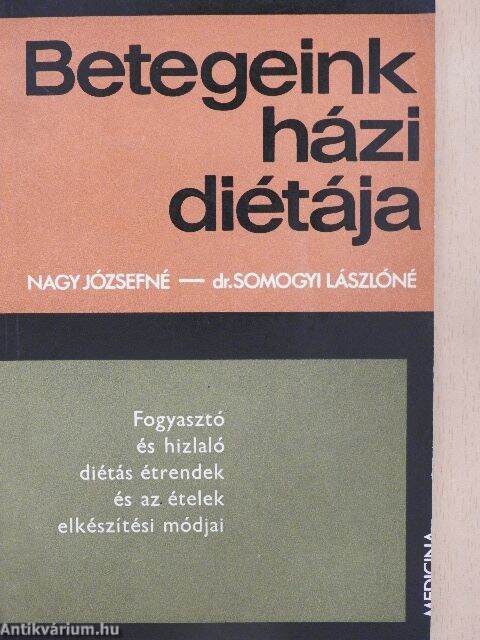 Betegeink
házi
diétája
NAGY JÓZSEFNÉ — dr. SOMOGYI LÁSZLÓNÉ
Fogyasztó
és hizlaló
diétás étrendek
és az ételek
elkészítési módjai
MEDICINA
Antikvárium.hu